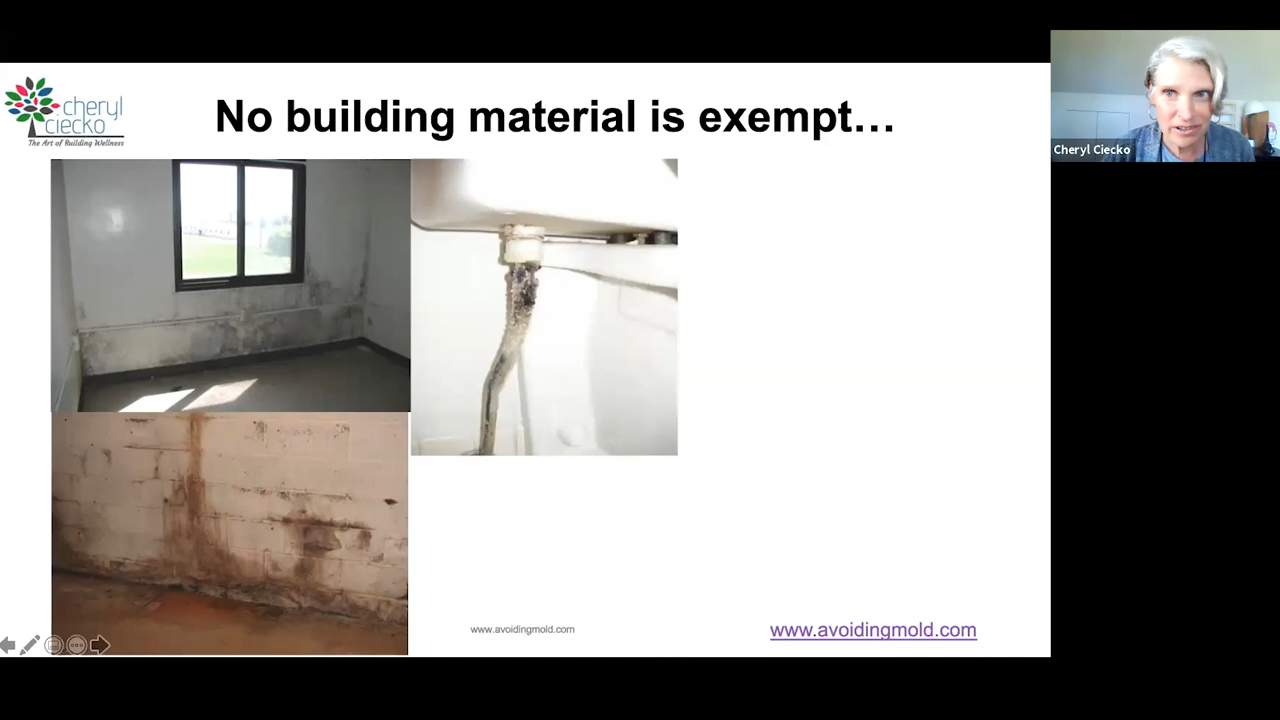 cheryl
ciecko
The Art of Building Wellness
No building material is exempt…
Cheryl Ciecko
www.avoidingmold.com
www.avoidingmold.com